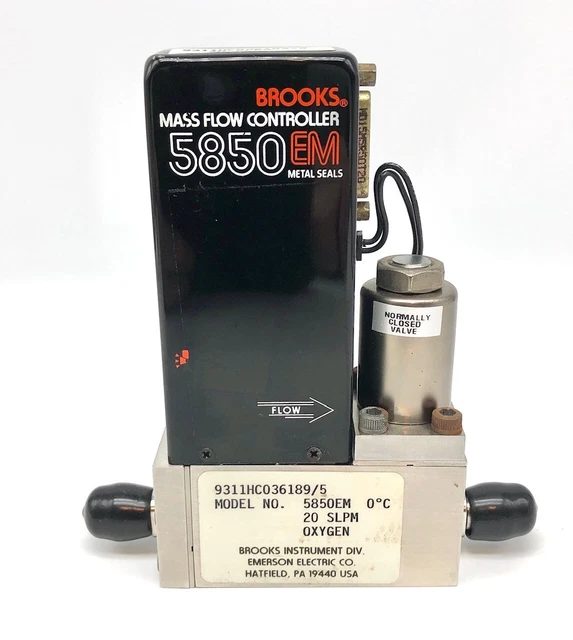 BROOKS®
MASS FLOW CONTROLLER
5850EM
METAL SEALS
NORMALLY
CLOSED
VALVE
FLOW
9311HC036189/5
MODEL NO. 5850EM 0°C
20 SLPM
OXYGEN
BROOKS INSTRUMENT DIV.
EMERSON ELECTRIC CO.
HATFIELD, PA 19440 USA